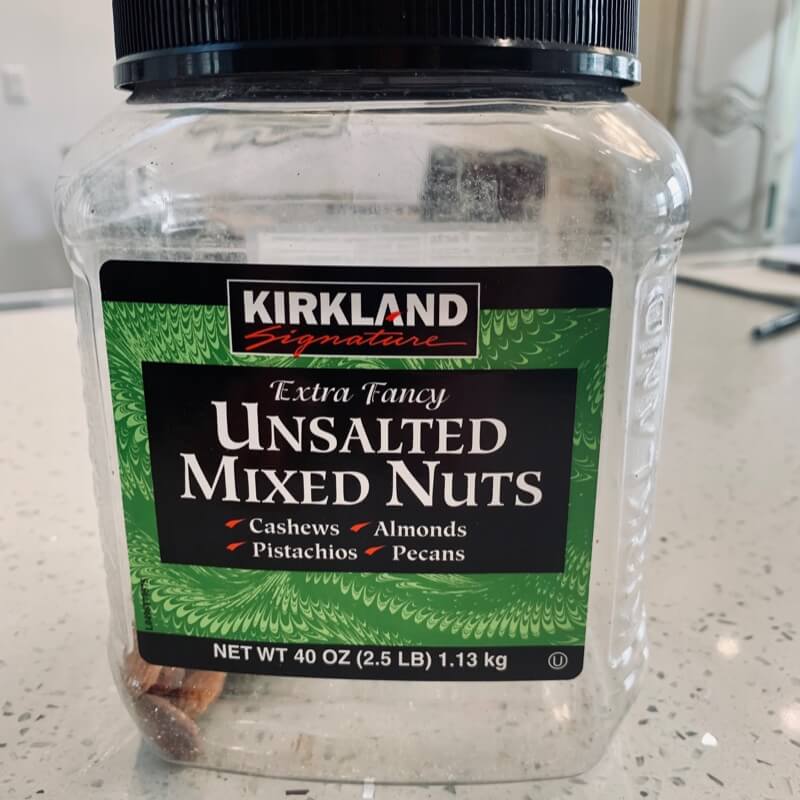 KIRKLAND
Signature
Extra Fancy
UNSALTED
MIXED NUTS
Cashews Almonds
Pistachios Pecans
NET WT 40 OZ (2.5 LB) 1.13 kg U
KIRKLAND